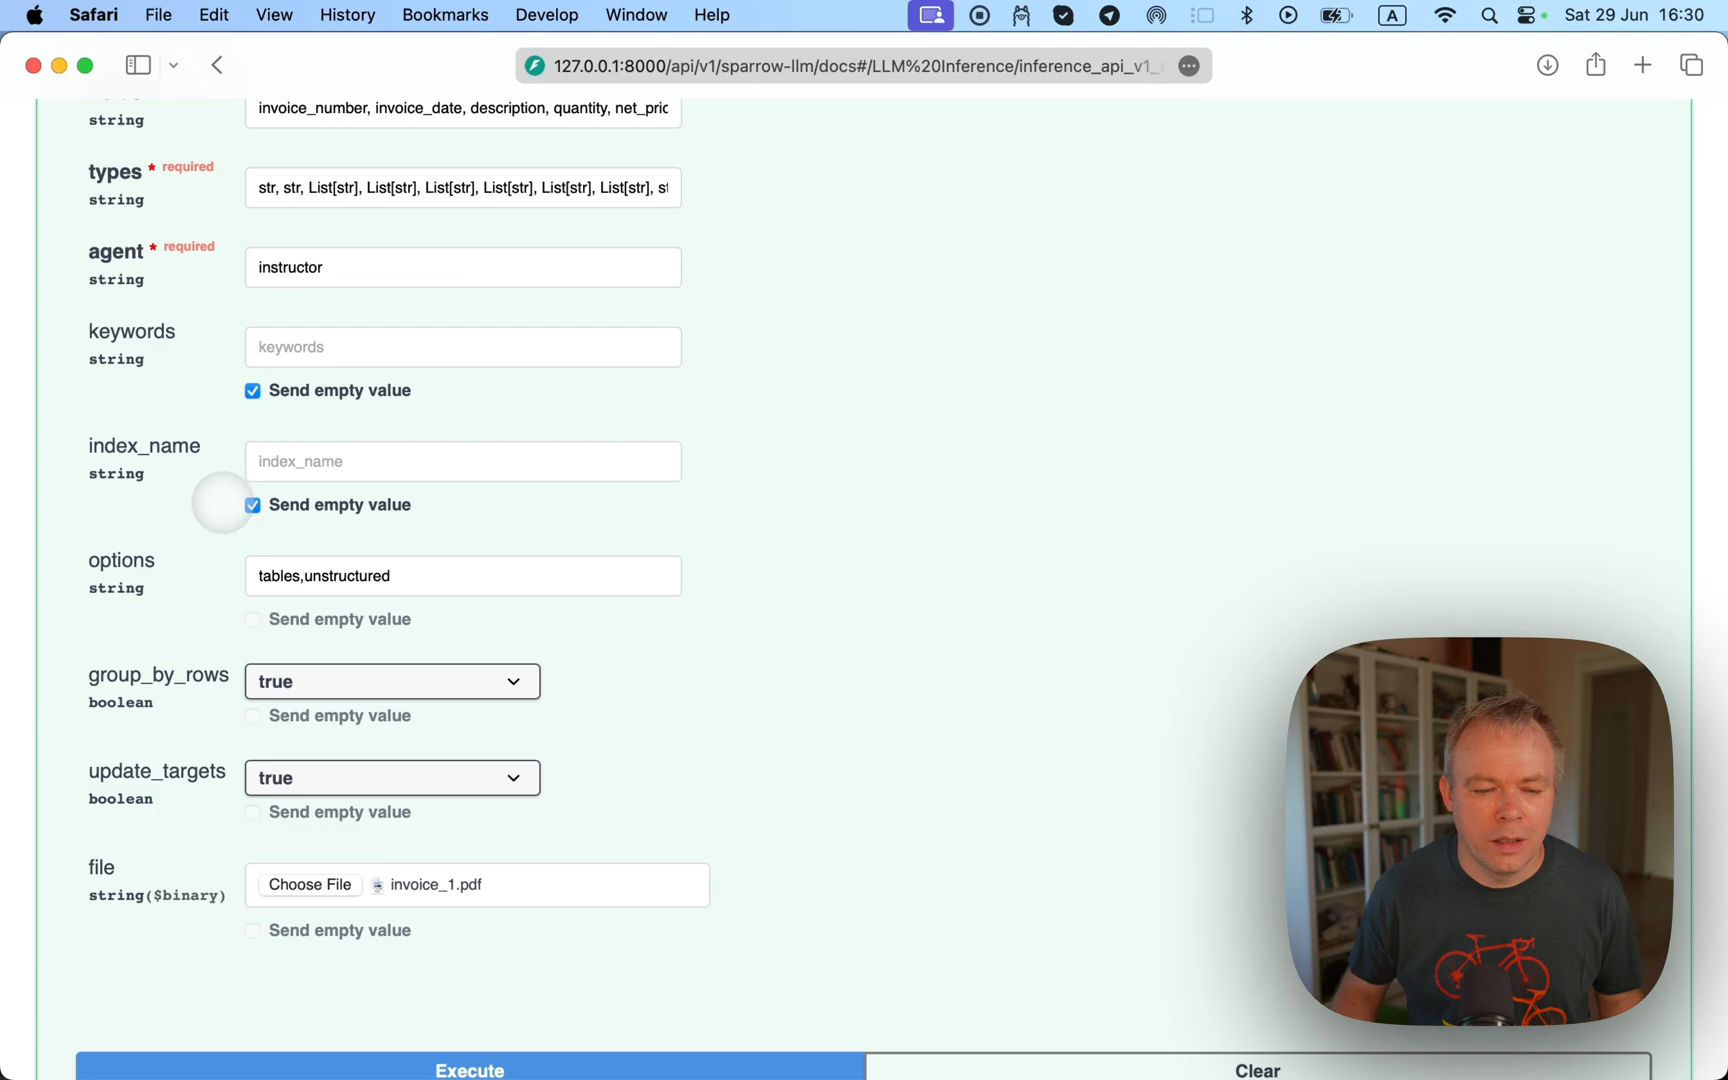 Safari File Edit View History Bookmarks Develop Window Help A Sat 29 Jun 16:30
127.0.0.1:8000/api/v1/sparrow-llm/docs#/LLM%20Inference/inference_api_v1_
string
invoice_number, invoice_date, description, quantity, net_pric
types * required
string
str, str, List[str], List[str], List[str], List[str], List[str], List[str], st
agent * required
string
instructor
keywords
string
keywords
Send empty value
index_name
string
index_name
Send empty value
options
string
tables,unstructured
Send empty value
group_by_rows
boolean
true
Send empty value
update_targets
boolean
true
Send empty value
file
string($binary)
Choose File invoice_1.pdf
Send empty value
Execute
Clear